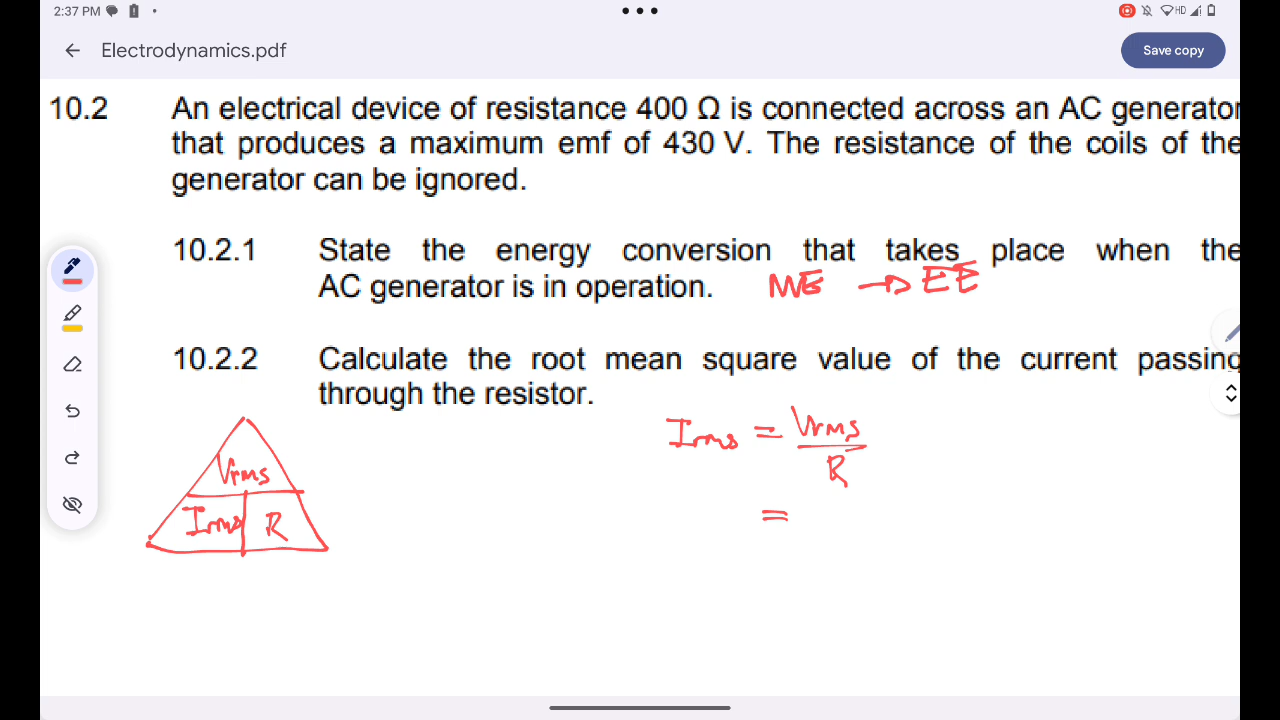 2:37 PM
HD
Electrodynamics.pdf
Save copy
10.2 An electrical device of resistance 400 Ω is connected across an AC generator
that produces a maximum emf of 430 V. The resistance of the coils of the
generator can be ignored.
10.2.1 State the energy conversion that takes place when the
AC generator is in operation. ME → EE
10.2.2 Calculate the root mean square value of the current passing
through the resistor.
Irms = Vrms
R
=
Vrms
Irms R